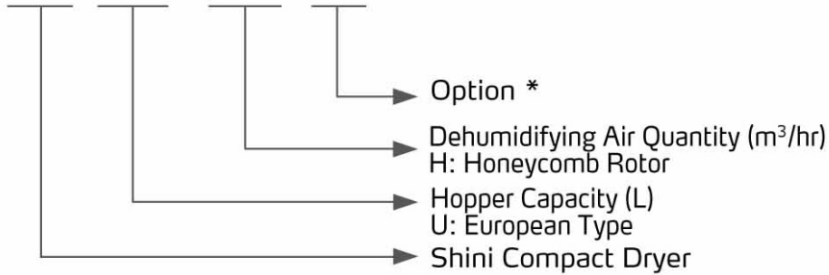 Option *
Dehumidifying Air Quantity (m³/hr)
H: Honeycomb Rotor
Hopper Capacity (L)
U: European Type
Shini Compact Dryer